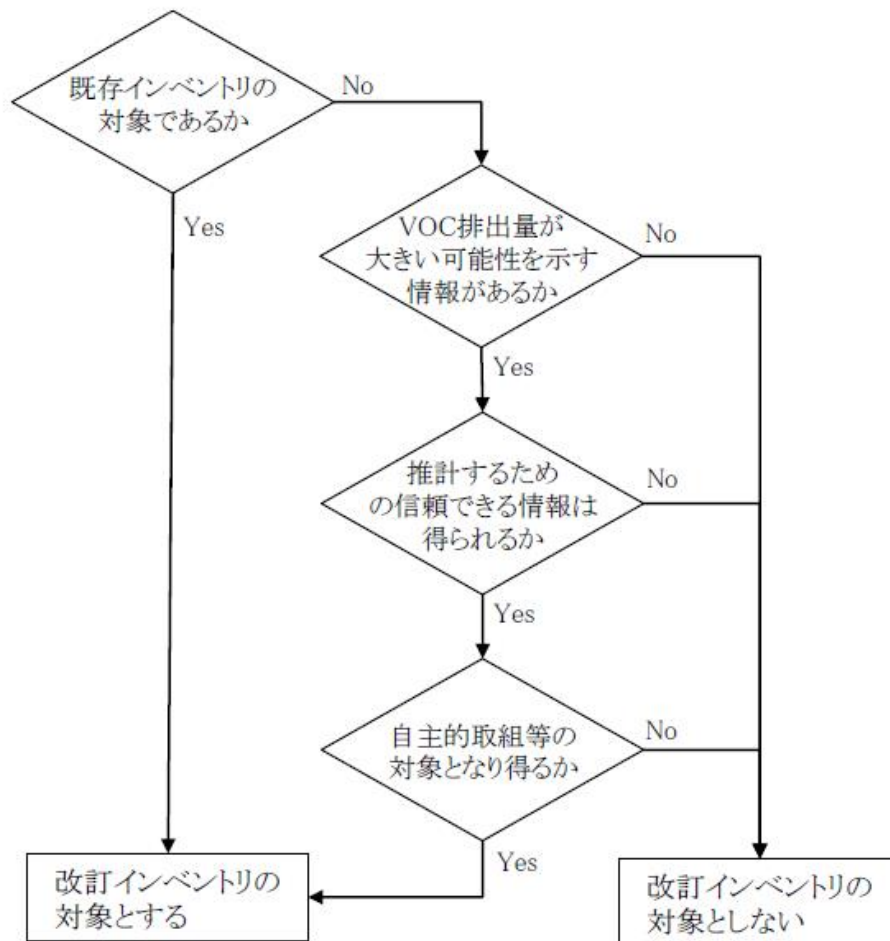 既存インベントリの
対象であるか
No
Yes
VOC排出量が
大きい可能性を示す
情報があるか
No
Yes
推計するため
の信頼できる情報は
得られるか
No
Yes
自主的取組等の
対象となり得るか
No
Yes
改訂インベントリの
対象とする
改訂インベントリの
対象としない